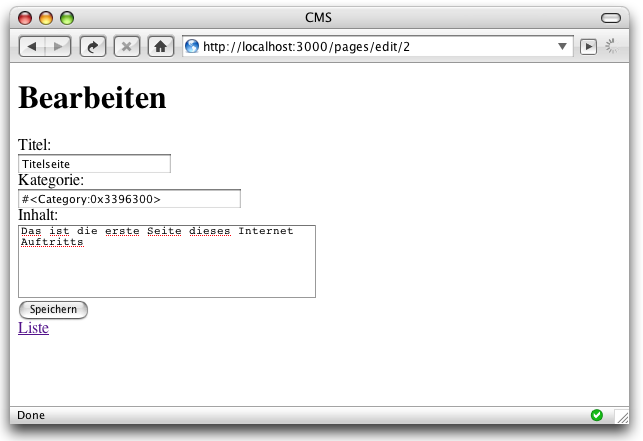 CMS
http://localhost:3000/pages/edit/2
Bearbeiten
Titel:
Titelseite
Kategorie:
#<Category:0x3396300>
Inhalt:
Das ist die erste Seite dieses Internet
Auftritts
Speichern
Liste
Done